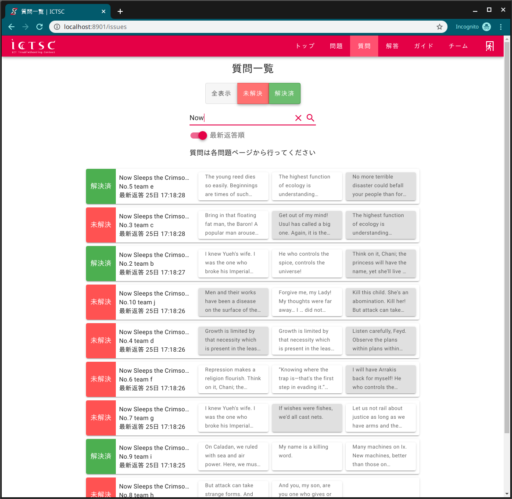 質問一覧 | ICTSC
localhost:8901/issues
Incognito
ICTSC
トップ
問題
質問
解答
ガイド
チーム
質問一覧
全表示
未解決
解決済
Now
最新返答順
質問は各問題ページから行ってください
解決済
Now Sleeps the Crimso...
No.5 team e
最新返答 25日 17:18:28
The young reed dies
so easily. Beginnings
are times of such...
The highest function
of ecology is
understanding...
No more terrible
disaster could befall
your people than for...
未解決
Now Sleeps the Crimso...
No.3 team c
最新返答 25日 17:18:28
Bring in that floating
fat man, the Baron! A
popular man arouse...
Get out of my mind!
Usul has called a big
one. Again, it is the...
The highest function
of ecology is
understanding...
解決済
Now Sleeps the Crimso...
No.2 team b
最新返答 25日 17:18:27
I knew Yueh's wife. I
was the one who
broke his Imperial...
He who controls the
spice, controls the
universe!
Think on it, Chani: the
princess will have the
name, yet she'll live ...
未解決
Now Sleeps the Crimso...
No.10 team j
最新返答 25日 17:18:26
Men and their works
have been a disease
on the surface of the...
Forgive me, my Lady!
My thoughts were far
away... I ... did not...
Kill this child. She's an
abomination. Kill her!
But attack can take...
未解決
Now Sleeps the Crimso...
No.4 team d
最新返答 25日 17:18:26
Growth is limited by
that necessity which
is present in the leas...
Growth is limited by
that necessity which
is present in the leas...
Listen carefully, Feyd.
Observe the plans
within plans within...
未解決
Now Sleeps the Crimso...
No.6 team f
最新返答 25日 17:18:26
Repression makes a
religion flourish. Think
on it, Chani, the...
"Knowing where the
trap is—that's the first
step in evading it."...
I will have Arrakis
back for myself! He
who controls the...
未解決
Now Sleeps the Crimso...
No.7 team g
最新返答 25日 17:18:26
I knew Yueh's wife. I
was the one who
broke his Imperial...
If wishes were fishes,
we'd all cast nets.
Let us not rail about
justice as long as we
have arms and the...
解決済
Now Sleeps the Crimso...
No.9 team i
最新返答 25日 17:18:26
On Caladan, we ruled
with sea and air
power. Here, we mus...
My name is a killing
word.
Many machines on Ix.
New machines, better
than those on...
未解決
Now Sleeps the Crimso...
No.8 team h
But attack can take
strange forms. And
And you, my son, are
you one who gives or